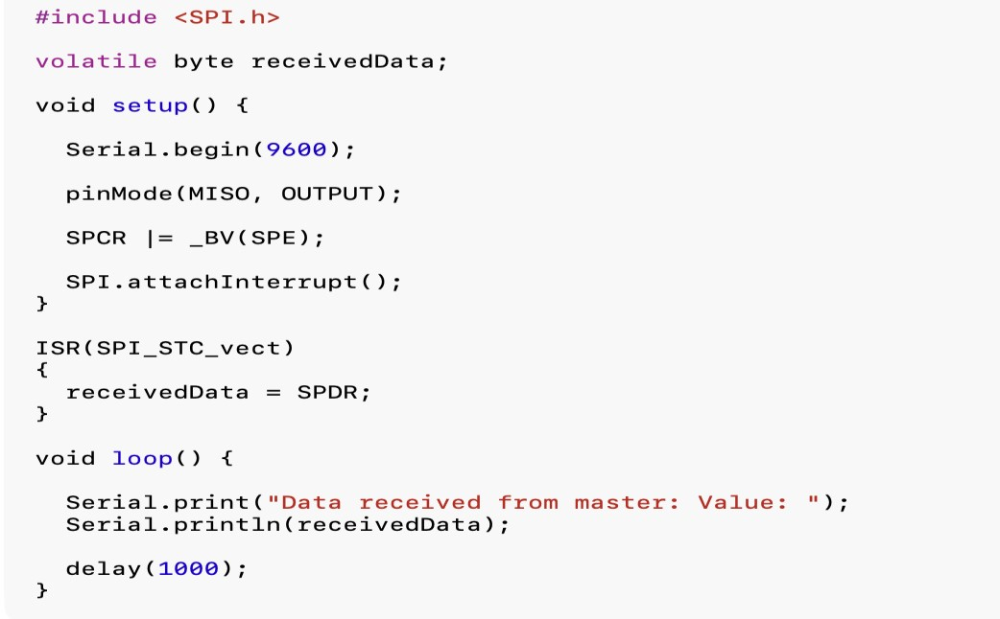 #include <SPI.h>
volatile byte receivedData;
void setup() {
  Serial.begin(9600);
  pinMode(MISO, OUTPUT);
  SPCR |= _BV(SPE);
  SPI.attachInterrupt();
}
ISR(SPI_STC_vect)
{
  receivedData = SPDR;
}
void loop() {
  Serial.print("Data received from master: Value: ");
  Serial.println(receivedData);
  delay(1000);
}